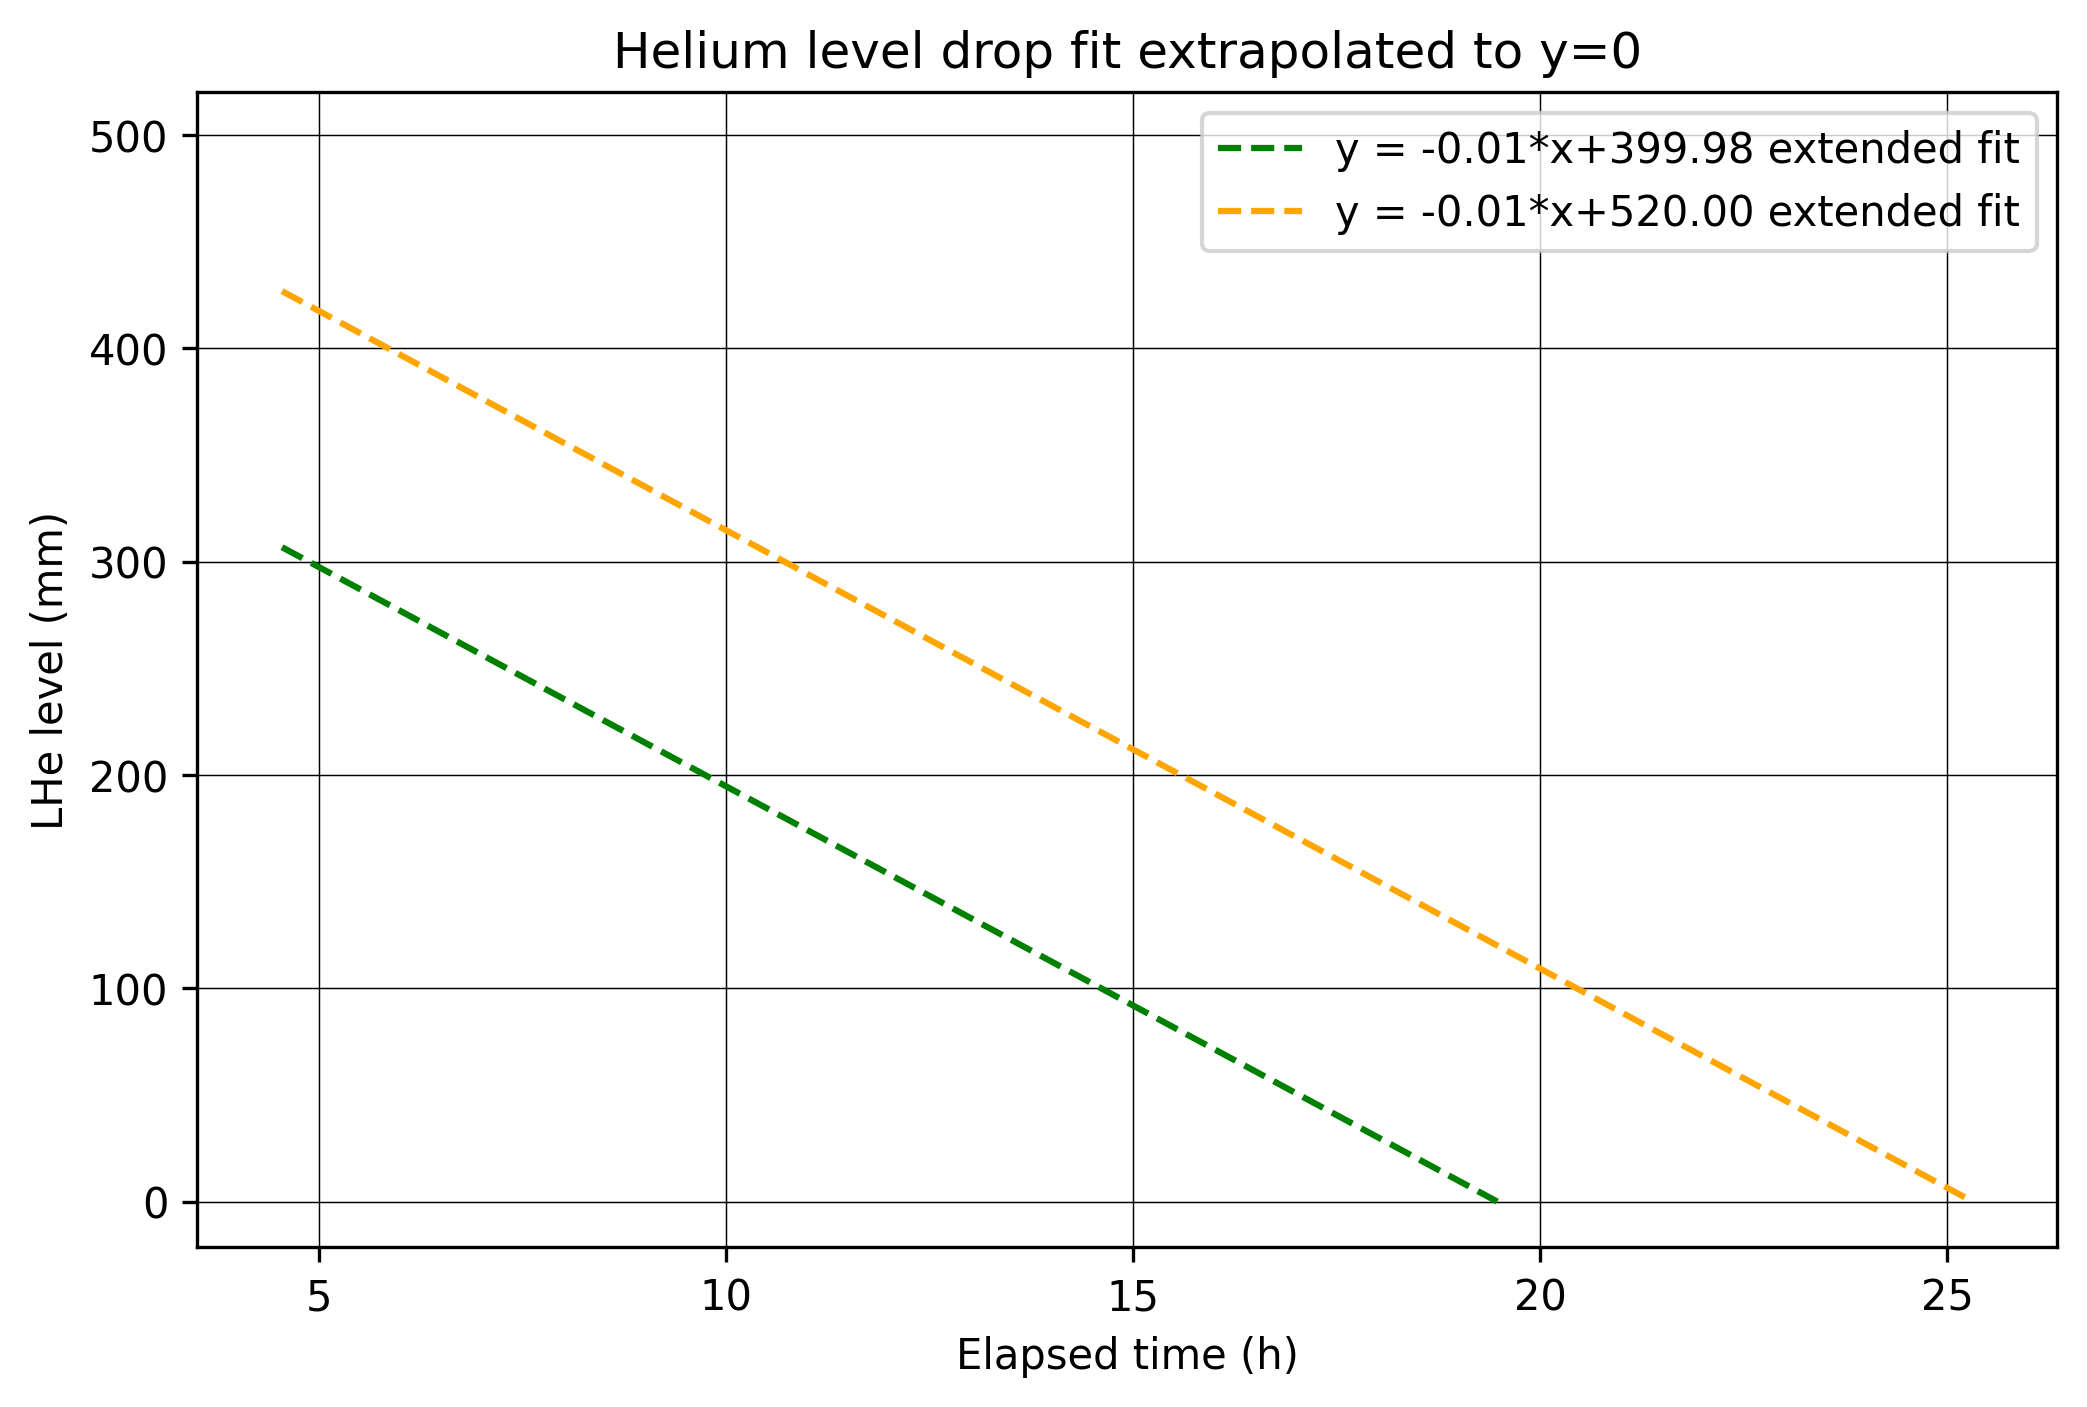 Helium level drop fit extrapolated to y=0
y = -0.01*x+399.98 extended fit
y = -0.01*x+520.00 extended fit
LHe level (mm)
500
400
300
200
100
0
5 10 15 20 25
Elapsed time (h)